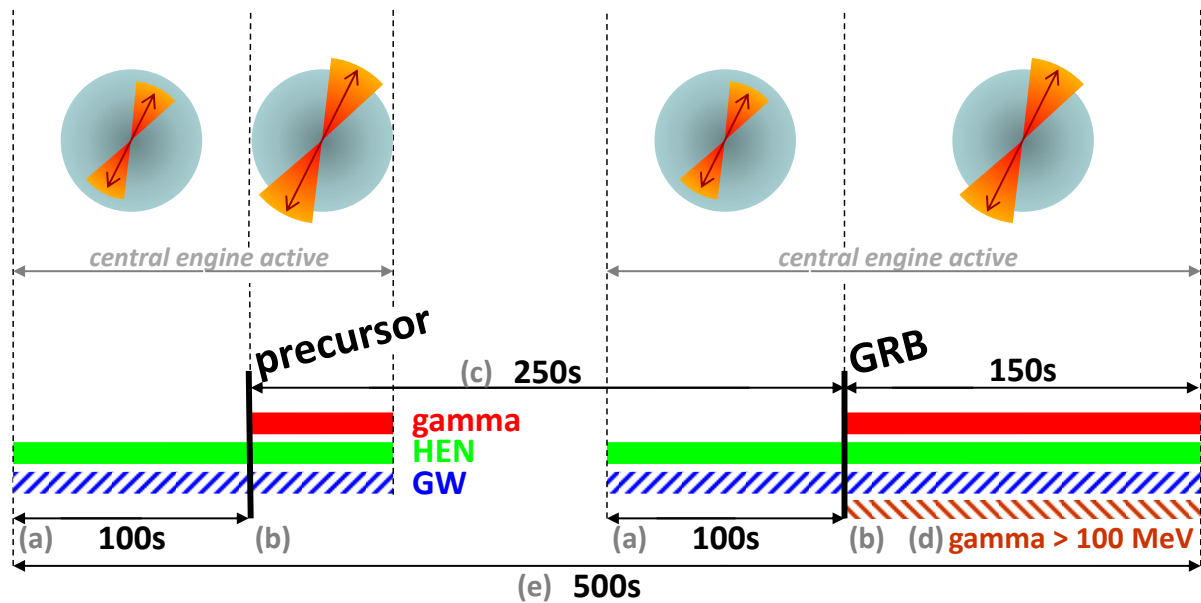 central engine active
central engine active
precursor
GRB
(c) 250s
150s
gamma
HEN
GW
(a) 100s (b)
(a) 100s (b) (d) gamma > 100 MeV
(e) 500s